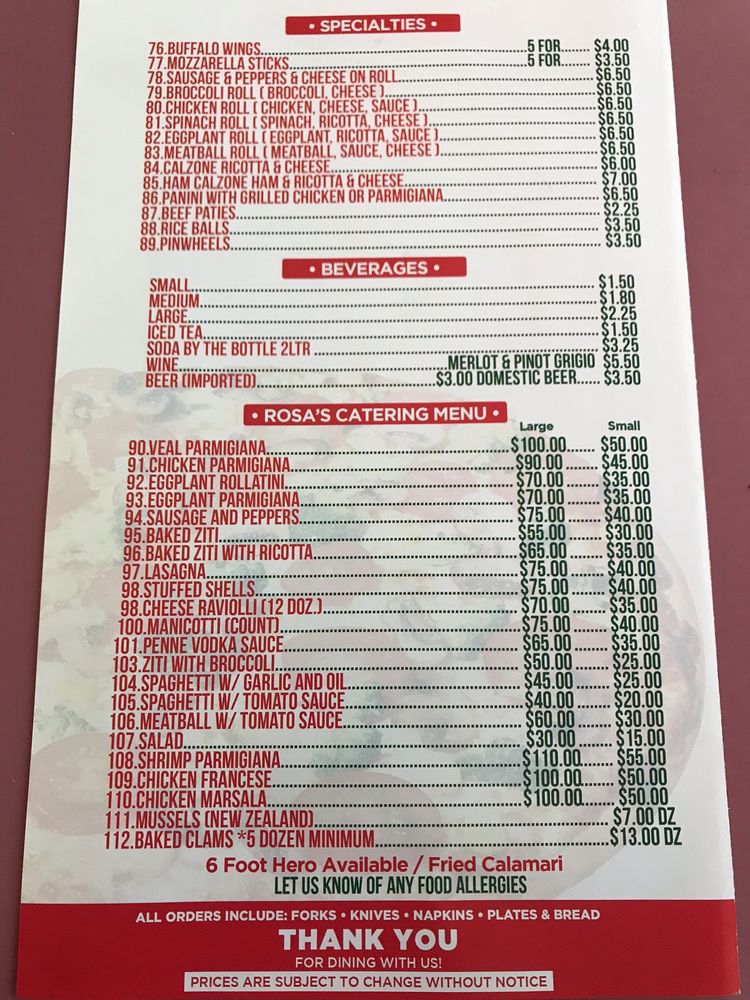 • SPECIALTIES •
76.BUFFALO WINGS 5 FOR $4.00
77.MOZZARELLA STICKS 5 FOR $3.50
78.SAUSAGE & PEPPERS & CHEESE ON ROLL $6.50
79.BROCCOLI ROLL ( BROCCOLI, CHEESE ) $6.50
80.CHICKEN ROLL ( CHICKEN, CHEESE, SAUCE ) $6.50
81.SPINACH ROLL ( SPINACH, RICOTTA, CHEESE ) $6.50
82.EGGPLANT ROLL ( EGGPLANT, RICOTTA, SAUCE ) $6.50
83.MEATBALL ROLL ( MEATBALL, SAUCE, CHEESE ) $6.50
84.CALZONE RICOTTA & CHEESE $6.00
85.HAM CALZONE HAM & RICOTTA & CHEESE $7.00
86.PANINI WITH GRILLED CHICKEN OR PARMIGIANA $6.50
87.BEEF PATIES $2.25
88.RICE BALLS $3.50
89.PINWHEELS $3.50
• BEVERAGES •
SMALL $1.50
MEDIUM $1.80
LARGE $2.25
ICED TEA $1.50
SODA BY THE BOTTLE 2LTR $3.25
WINE MERLOT & PINOT GRIGIO $5.50
BEER (IMPORTED) $3.00 DOMESTIC BEER $3.50
• ROSA'S CATERING MENU •
Large Small
90.VEAL PARMIGIANA $100.00 $50.00
91.CHICKEN PARMIGIANA $90.00 $45.00
92.EGGPLANT ROLLATINI $70.00 $35.00
93.EGGPLANT PARMIGIANA $70.00 $35.00
94.SAUSAGE AND PEPPERS $75.00 $40.00
95.BAKED ZITI $55.00 $30.00
96.BAKED ZITI WITH RICOTTA $65.00 $35.00
97.LASAGNA $75.00 $40.00
98.STUFFED SHELLS $75.00 $40.00
98.CHEESE RAVIOLLI (12 DOZ.) $70.00 $35.00
100.MANICOTTI (COUNT) $75.00 $40.00
101.PENNE VODKA SAUCE $65.00 $35.00
103.ZITI WITH BROCCOLI $50.00 $25.00
104.SPAGHETTI W/ GARLIC AND OIL $45.00 $25.00
105.SPAGHETTI W/ TOMATO SAUCE $40.00 $20.00
106.MEATBALL W/ TOMATO SAUCE $60.00 $30.00
107.SALAD $30.00 $15.00
108.SHRIMP PARMIGIANA $110.00 $55.00
109.CHICKEN FRANCESE $100.00 $50.00
110.CHICKEN MARSALA $100.00 $50.00
111.MUSSELS (NEW ZEALAND) $7.00 DZ
112.BAKED CLAMS *5 DOZEN MINIMUM $13.00 DZ
6 Foot Hero Available / Fried Calamari
LET US KNOW OF ANY FOOD ALLERGIES
ALL ORDERS INCLUDE: FORKS • KNIVES • NAPKINS • PLATES & BREAD
THANK YOU
FOR DINING WITH US!
PRICES ARE SUBJECT TO CHANGE WITHOUT NOTICE